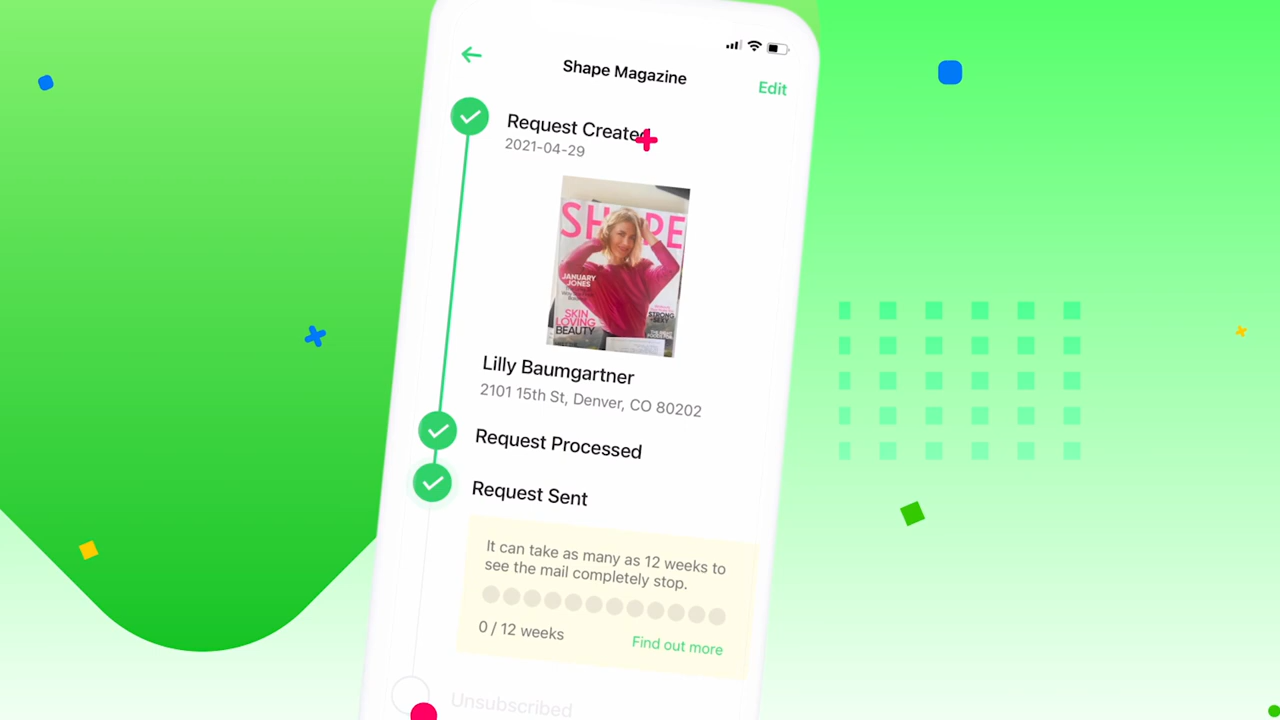 Shape Magazine
Edit
Request Created
2021-04-29
SHAPE
JANUARY
JONES
SKIN
LOVING
BEAUTY
STRONG
+ SEXY
Lilly Baumgartner
2101 15th St, Denver, CO 80202
Request Processed
Request Sent
It can take as many as 12 weeks to
see the mail completely stop.
0 / 12 weeks
Find out more
Unsubscribed